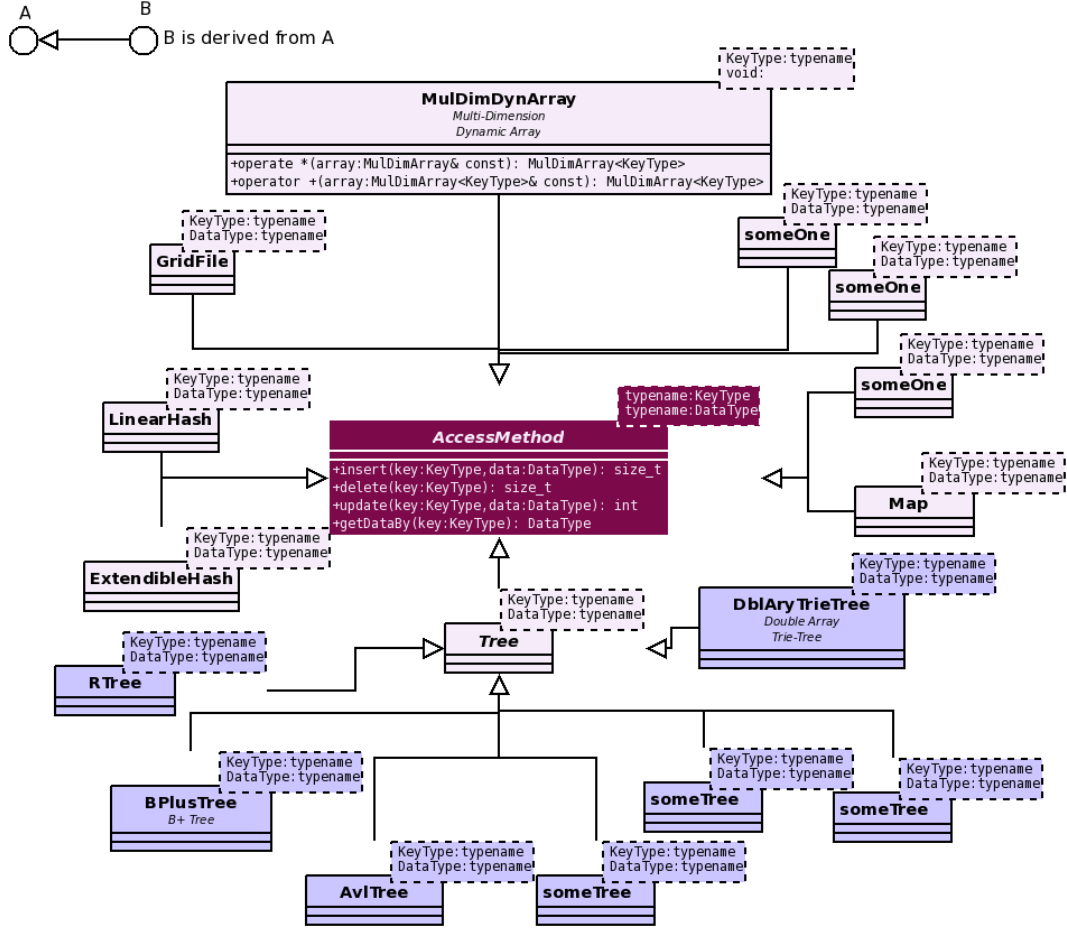 A
B
B is derived from A
KeyType:typename
void:
MulDimDynArray
Multi-Dimension
Dynamic Array
+operate *(array:MulDimArray& const): MulDimArray<KeyType>
+operator +(array:MulDimArray<KeyType>& const): MulDimArray<KeyType>
KeyType:typename
DataType:typename
GridFile
KeyType:typename
DataType:typename
someOne
KeyType:typename
DataType:typename
someOne
KeyType:typename
DataType:typename
someOne
KeyType:typename
DataType:typename
LinearHash
typename:KeyType
typename:DataType
AccessMethod
+insert(key:KeyType,data:DataType): size_t
+delete(key:KeyType): size_t
+update(key:KeyType,data:DataType): int
+getDataBy(key:KeyType): DataType
KeyType:typename
DataType:typename
Map
KeyType:typename
DataType:typename
ExtendibleHash
KeyType:typename
DataType:typename
Tree
KeyType:typename
DataType:typename
DblAryTrieTree
Double Array
Trie-Tree
KeyType:typename
DataType:typename
RTree
KeyType:typename
DataType:typename
BPlusTree
B+ Tree
KeyType:typename
DataType:typename
someTree
KeyType:typename
DataType:typename
someTree
KeyType:typename
DataType:typename
AvlTree
KeyType:typename
DataType:typename
someTree